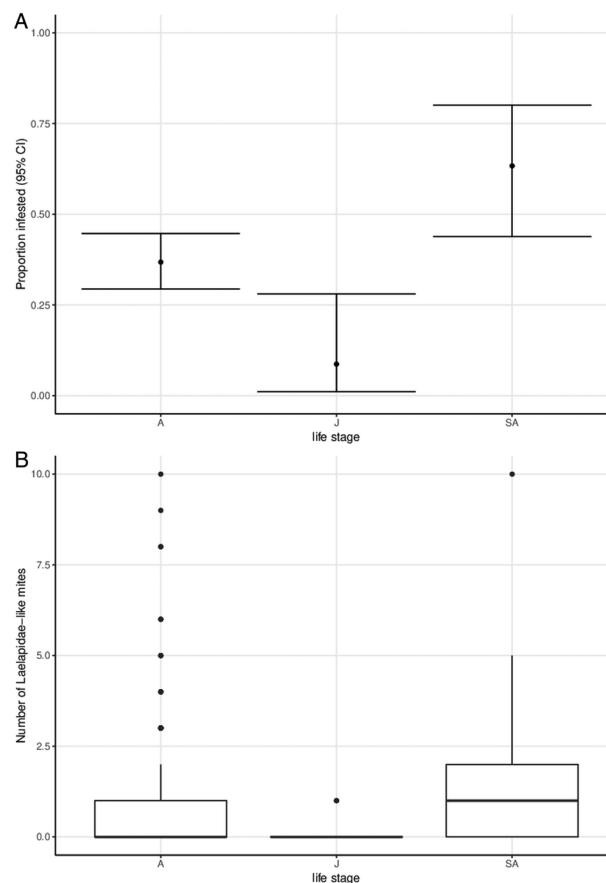 A
1.00
0.75
0.50
0.25
0.00
Proportion infested (95% CI)
A J SA
life stage
B
10.0
7.5
5.0
2.5
0.0
Number of Laelapidae-like mites
A J SA
life stage